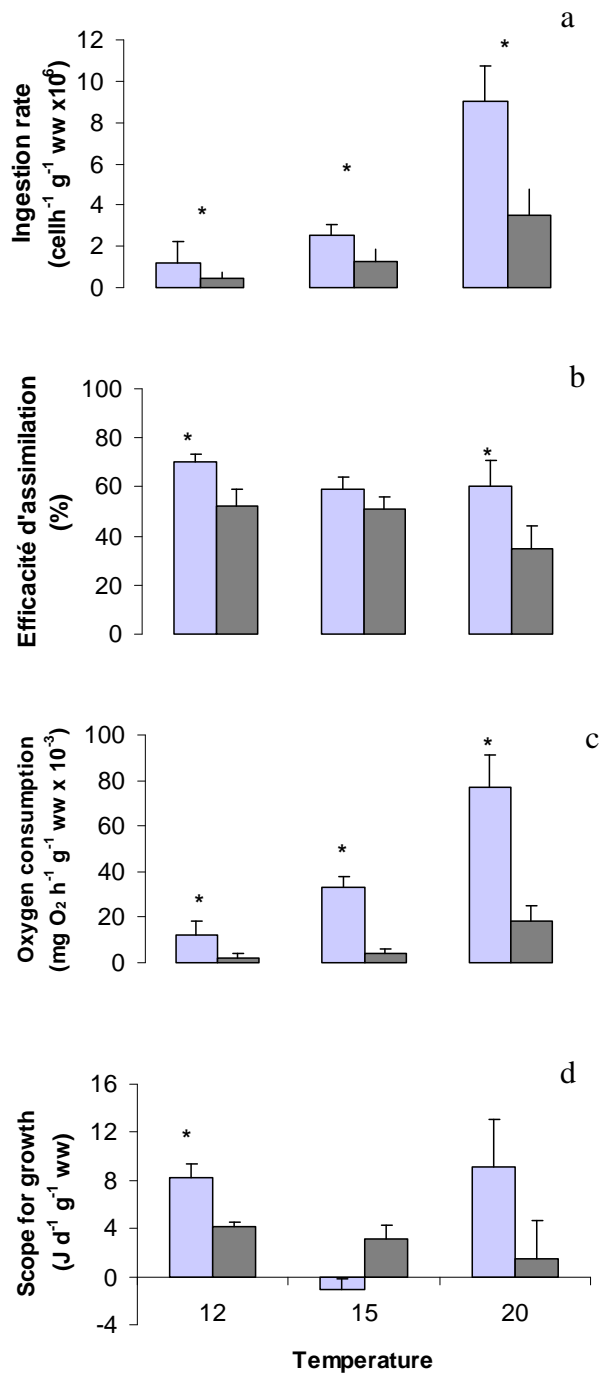 a
Ingestion rate
(cellh⁻¹ g⁻¹ ww x10⁶)
12
10
8
6
4
2
0
*
*
*
b
Efficacité d'assimilation
(%)
100
80
60
40
20
0
*
*
c
Oxygen consumption
(mg O₂ h⁻¹ g⁻¹ ww x 10⁻³)
100
80
60
40
20
0
*
*
*
d
Scope for growth
(J d⁻¹ g⁻¹ ww)
16
12
8
4
0
-4
*
12 15 20
Temperature